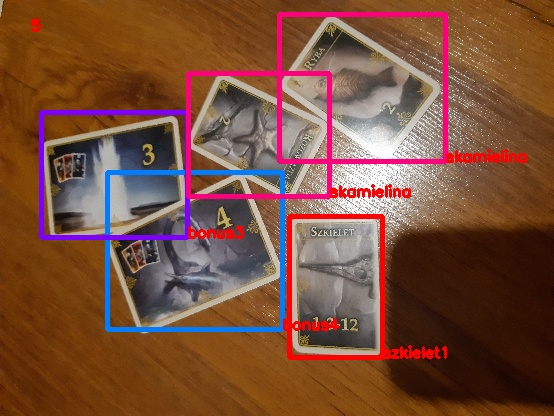 5
RYBA
2
skamielina
2
skamielina
3
bonus3
4
SZKIELET
1 3 12
bonus4
szkielet1